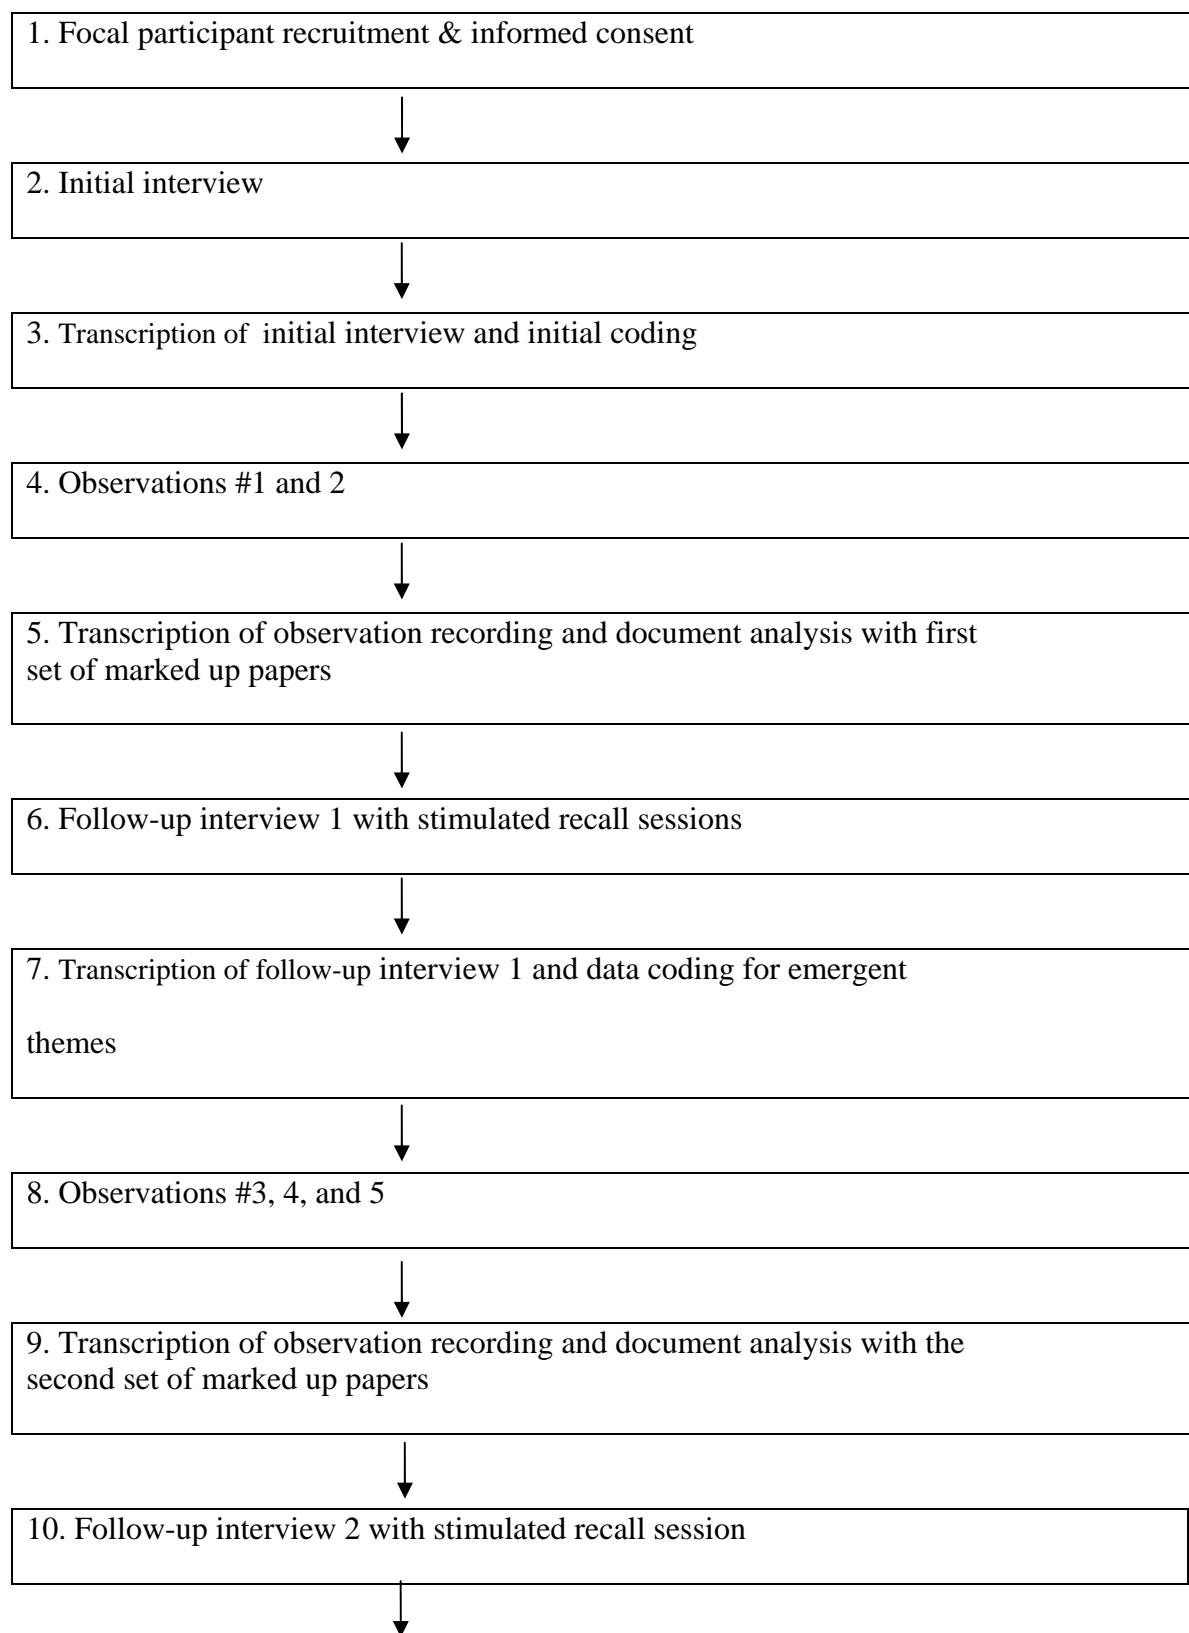 1. Focal participant recruitment & informed consent
2. Initial interview
3. Transcription of initial interview and initial coding
4. Observations #1 and 2
5. Transcription of observation recording and document analysis with first
set of marked up papers
6. Follow-up interview 1 with stimulated recall sessions
7. Transcription of follow-up interview 1 and data coding for emergent
themes
8. Observations #3, 4, and 5
9. Transcription of observation recording and document analysis with the
second set of marked up papers
10. Follow-up interview 2 with stimulated recall session